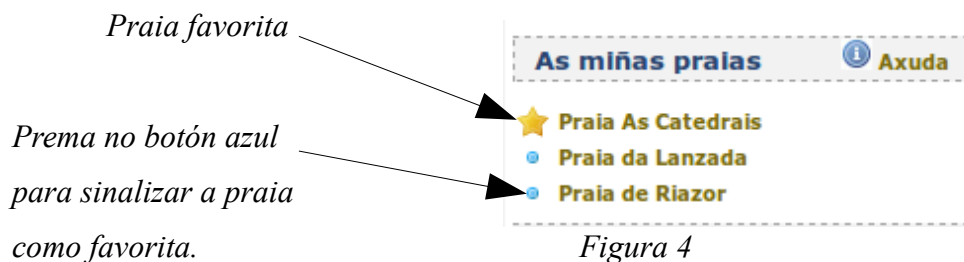 Praia favorita
As miñas praias
Axuda
Praia As Catedrais
Prema no botón azul
para sinalizar a praia
como favorita.
Praia da Lanzada
Praia de Riazor
Figura 4